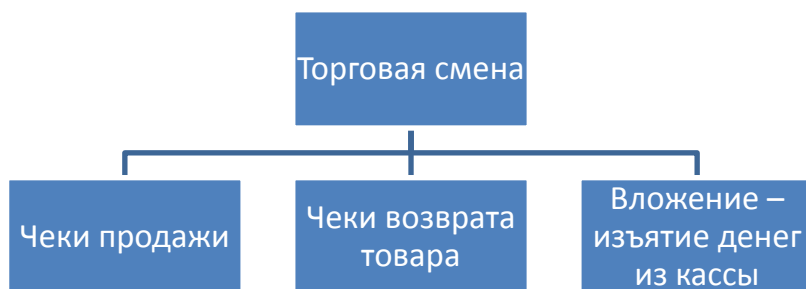 Торговая смена
Чеки продажи
Чеки возврата
товара
Вложение –
изъятие денег
из кассы